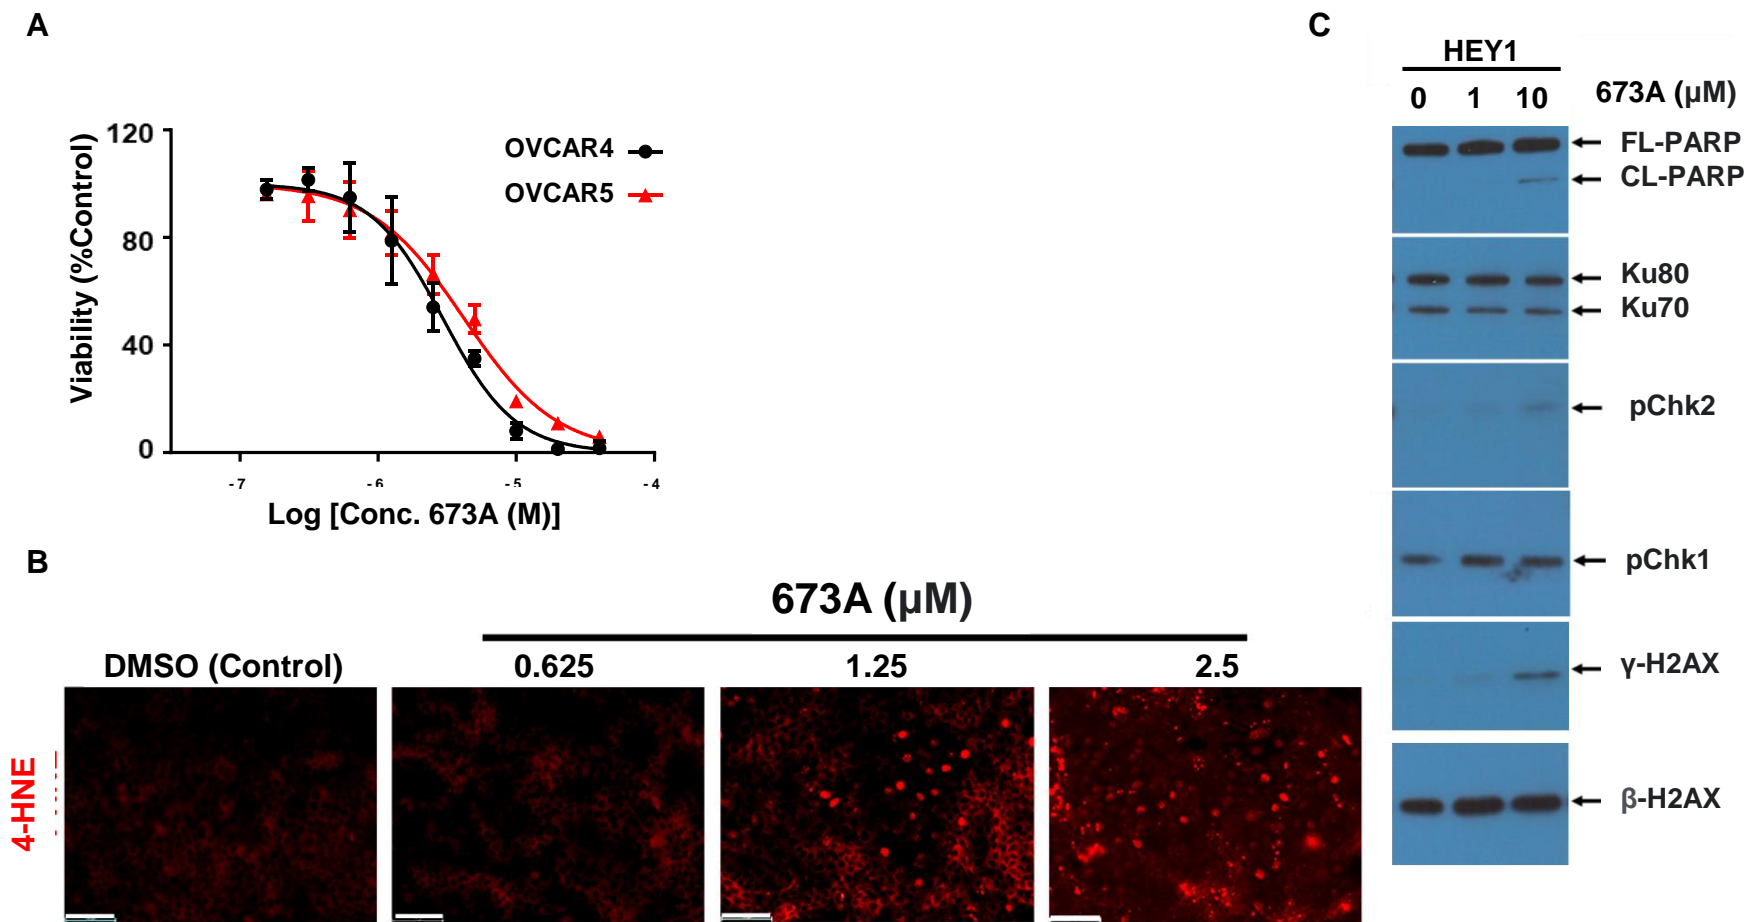 A
120
80
40
0
-7
-6
-5
-4
Viability (%Control)
Log [Conc. 673A (M)]
OVCAR4
OVCAR5
B
673A (µM)
DMSO (Control)
0.625
1.25
2.5
4-HNE
C
HEY1
0 1 10 673A (µM)
FL-PARP
CL-PARP
Ku80
Ku70
pChk2
pChk1
γ-H2AX
β-H2AX